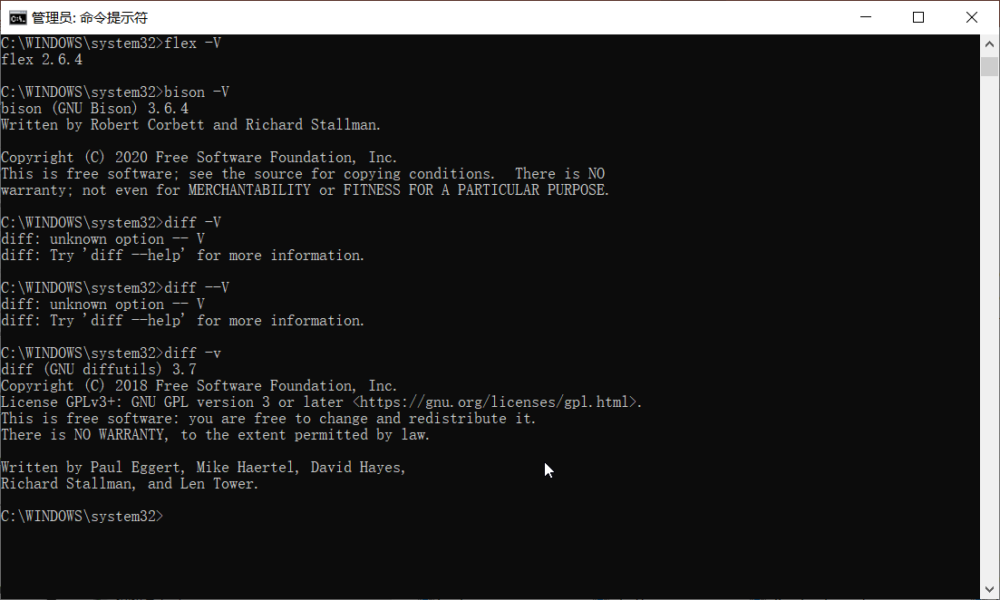 管理员: 命令提示符
C:\WINDOWS\system32>flex -V
flex 2.6.4
C:\WINDOWS\system32>bison -V
bison (GNU Bison) 3.6.4
Written by Robert Corbett and Richard Stallman.
Copyright (C) 2020 Free Software Foundation, Inc.
This is free software; see the source for copying conditions.  There is NO
warranty; not even for MERCHANTABILITY or FITNESS FOR A PARTICULAR PURPOSE.
C:\WINDOWS\system32>diff -V
diff: unknown option -- V
diff: Try 'diff --help' for more information.
C:\WINDOWS\system32>diff --V
diff: unknown option -- V
diff: Try 'diff --help' for more information.
C:\WINDOWS\system32>diff -v
diff (GNU diffutils) 3.7
Copyright (C) 2018 Free Software Foundation, Inc.
License GPLv3+: GNU GPL version 3 or later <https://gnu.org/licenses/gpl.html>.
This is free software: you are free to change and redistribute it.
There is NO WARRANTY, to the extent permitted by law.
Written by Paul Eggert, Mike Haertel, David Hayes,
Richard Stallman, and Len Tower.
C:\WINDOWS\system32>